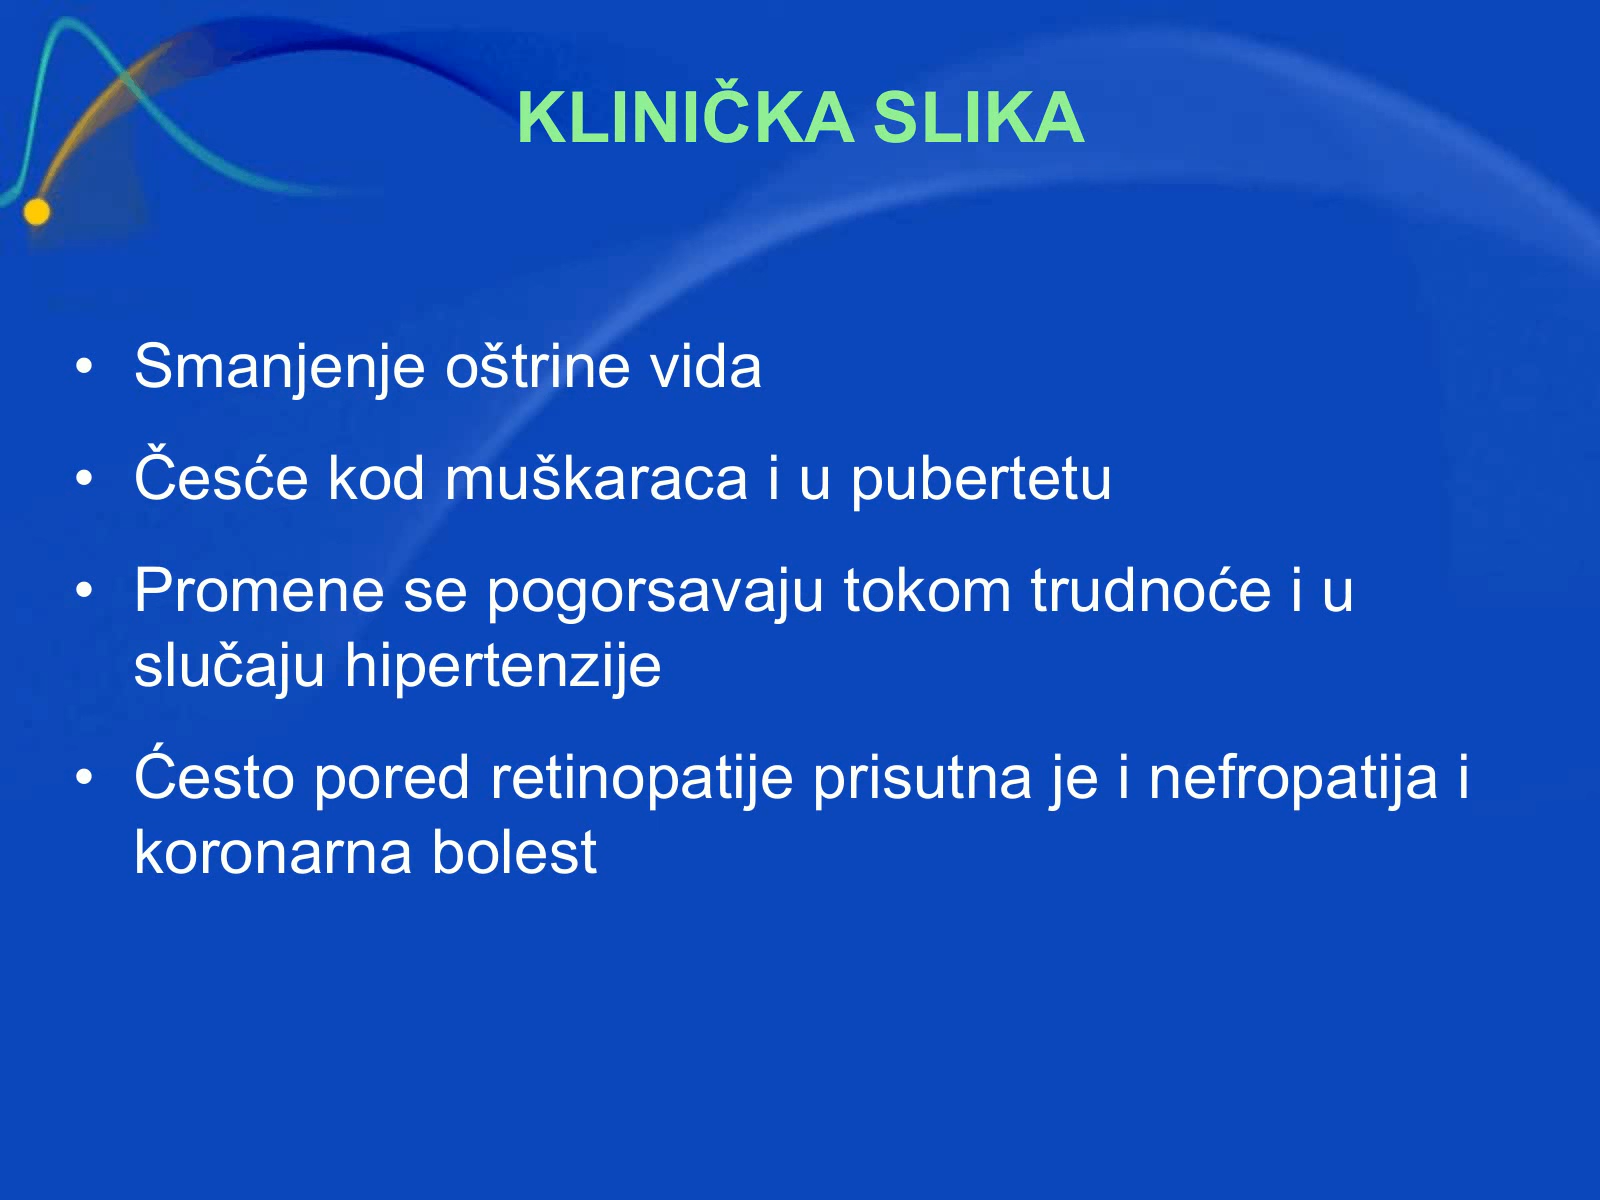 KLINIČKA SLIKA
• Smanjenje oštrine vida
• Česće kod muškaraca i u pubertetu
• Promene se pogorsavaju tokom trudnoće i u
slučaju hipertenzije
• Ćesto pored retinopatije prisutna je i nefropatija i
koronarna bolest